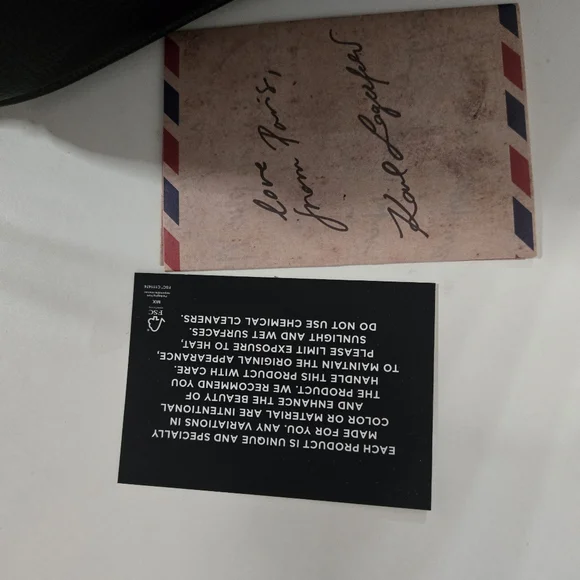 love from Paris,
Karl Lagerfeld
EACH PRODUCT IS UNIQUE AND SPECIALLY
MADE FOR YOU. ANY VARIATIONS IN
COLOR OR MATERIAL ARE INTENTIONAL
AND ENHANCE THE BEAUTY OF
THE PRODUCT. WE RECOMMEND YOU
HANDLE THIS PRODUCT WITH CARE.
TO MAINTAIN THE ORIGINAL APPEARANCE,
PLEASE LIMIT EXPOSURE TO HEAT,
SUNLIGHT AND WET SURFACES.
DO NOT USE CHEMICAL CLEANERS.
FSC
MIX